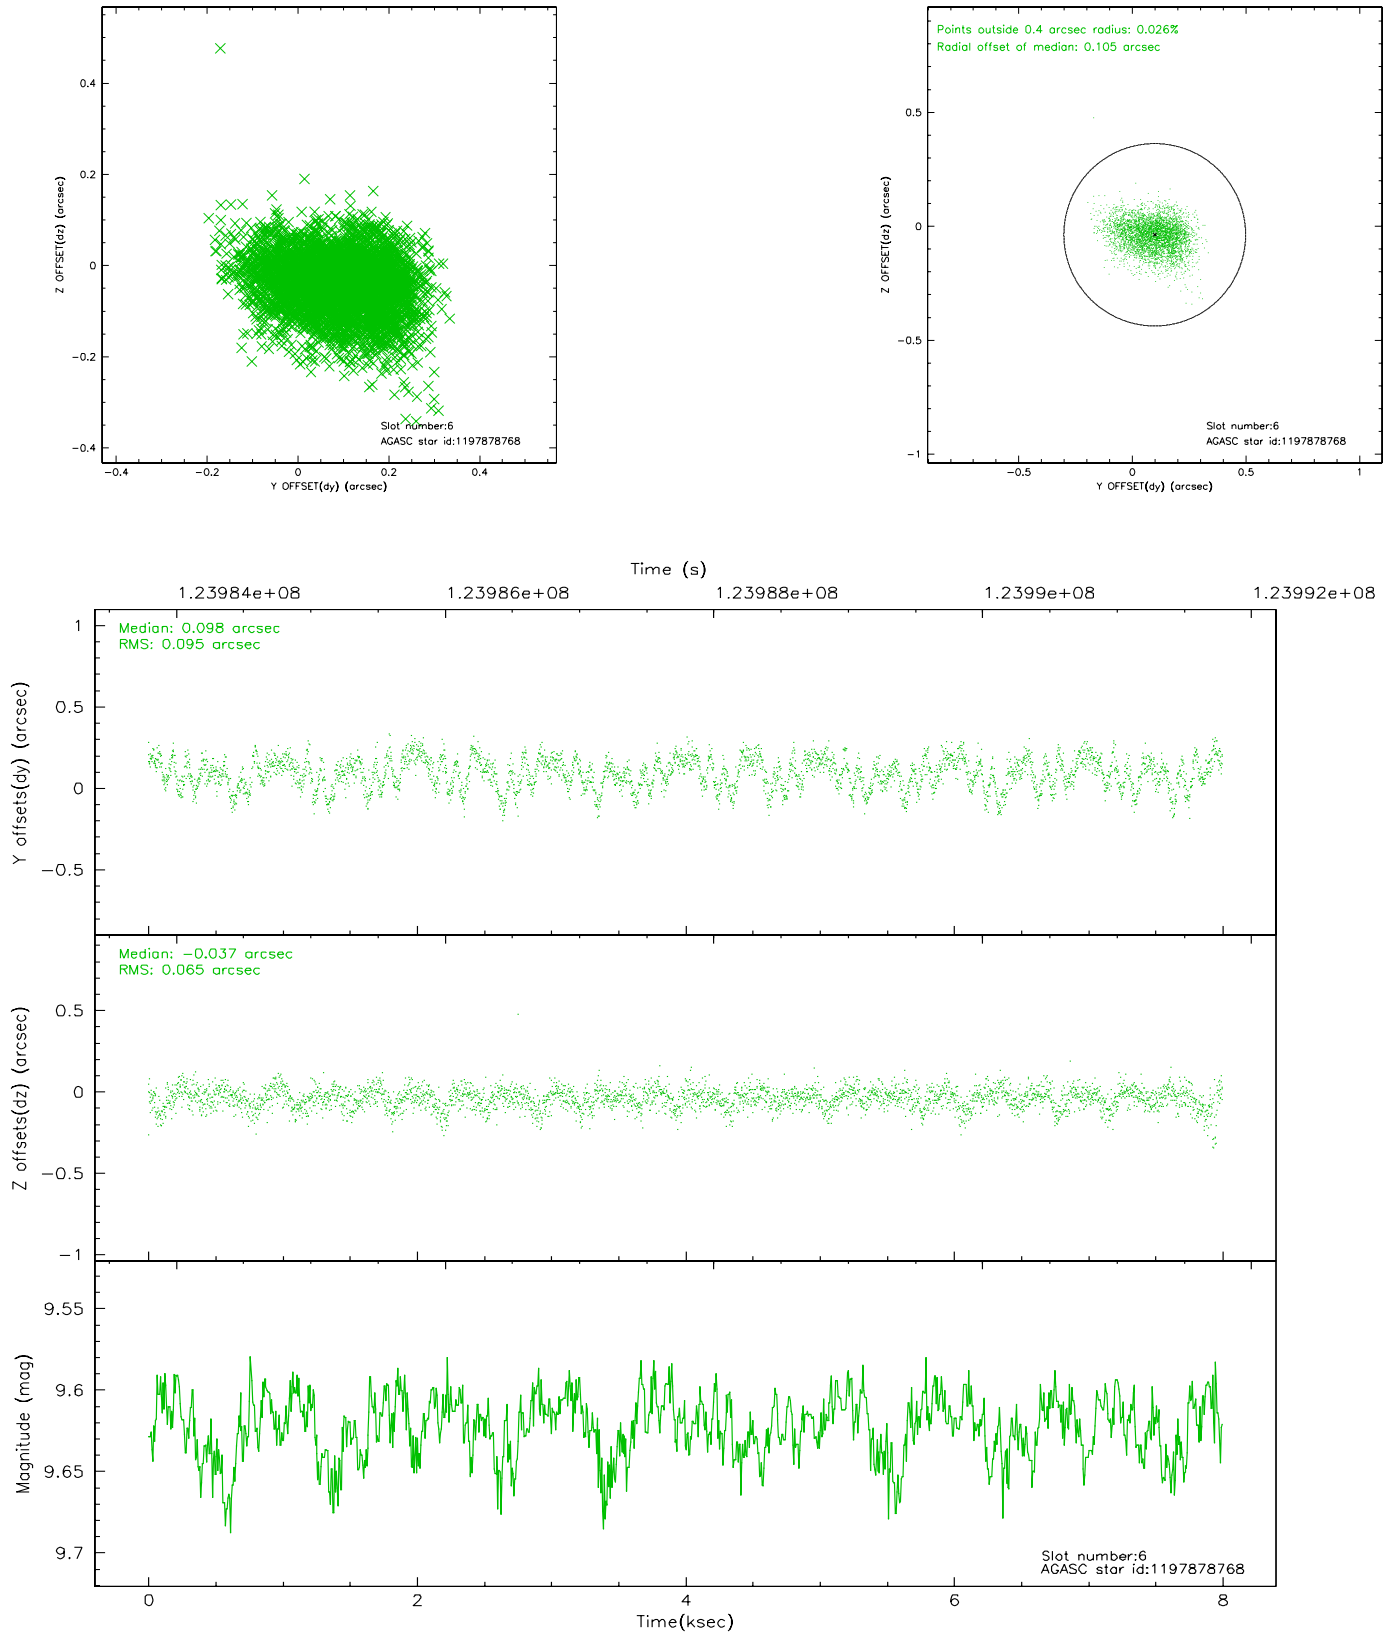 0.4
0.2
0
-0.2
-0.4
Z OFFSET(dz) (arcsec)
Slot number:6
AGASC star id:1197878768
-0.4
-0.2
0
0.2
0.4
Y OFFSET(dy) (arcsec)
Points outside 0.4 arcsec radius: 0.026%
Radial offset of median: 0.105 arcsec
0.5
0
-0.5
-1
Z OFFSET(dz) (arcsec)
Slot number:6
AGASC star id:1197878768
-0.5
0
0.5
1
Y OFFSET(dy) (arcsec)
Time (s)
1.23984e+08
1.23986e+08
1.23988e+08
1.2399e+08
1.23992e+08
Median: 0.098 arcsec
RMS: 0.095 arcsec
1
0.5
0
-0.5
Y offsets(dy) (arcsec)
Median: -0.037 arcsec
RMS: 0.065 arcsec
0.5
0
-0.5
-1
Z offsets(dz) (arcsec)
9.55
9.6
9.65
9.7
Magnitude (mag)
Slot number:6
AGASC star id:1197878768
0
2
4
6
8
Time(ksec)